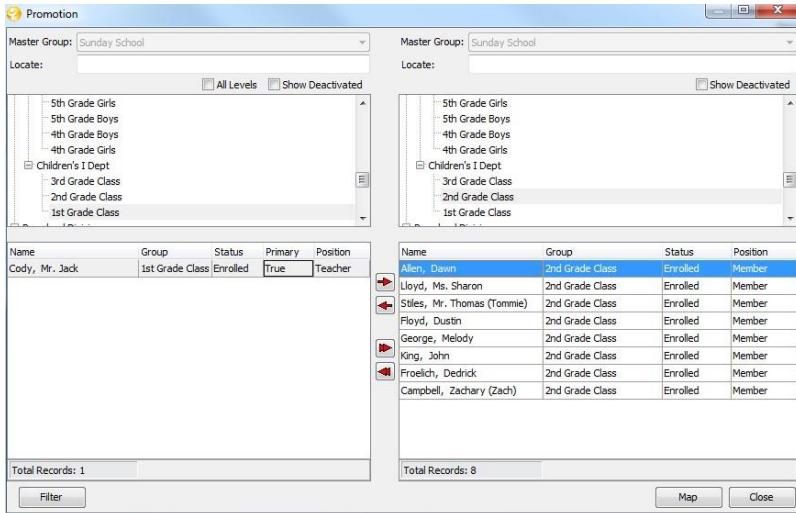 Promotion
Master Group: Sunday School
Locate:
All Levels Show Deactivated
5th Grade Girls
5th Grade Boys
4th Grade Boys
4th Grade Girls
Children's I Dept
3rd Grade Class
2nd Grade Class
1st Grade Class
Name Group Status Primary Position
Cody, Mr. Jack 1st Grade Class Enrolled True Teacher
Total Records: 1
Filter
Master Group: Sunday School
Locate:
Show Deactivated
5th Grade Girls
5th Grade Boys
4th Grade Boys
4th Grade Girls
Children's I Dept
3rd Grade Class
2nd Grade Class
1st Grade Class
Name Group Status Position
Allen, Dawn 2nd Grade Class Enrolled Member
Lloyd, Ms. Sharon 2nd Grade Class Enrolled Member
Stiles, Mr. Thomas (Tommie) 2nd Grade Class Enrolled Member
Floyd, Dustin 2nd Grade Class Enrolled Member
George, Melody 2nd Grade Class Enrolled Member
King, John 2nd Grade Class Enrolled Member
Froelich, Dedrick 2nd Grade Class Enrolled Member
Campbell, Zachary (Zach) 2nd Grade Class Enrolled Member
Total Records: 8
Map Close